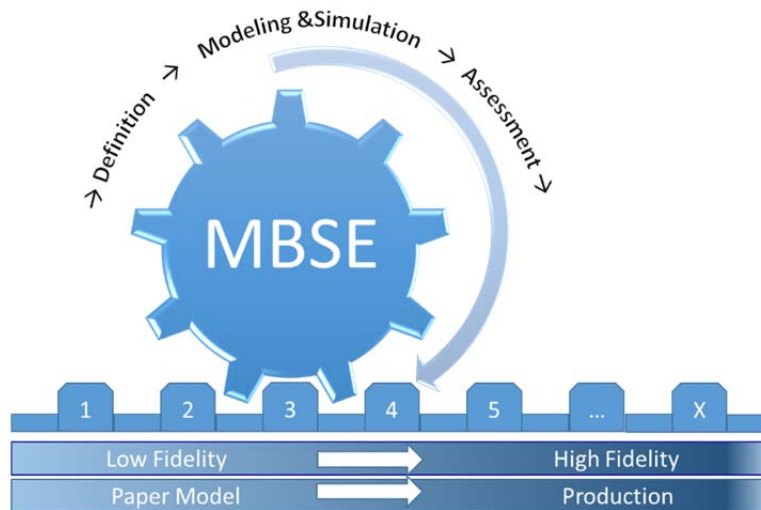 → Definition → Modeling &Simulation → Assessment →
MBSE
1 2 3 4 5 ... X
Low Fidelity High Fidelity
Paper Model Production